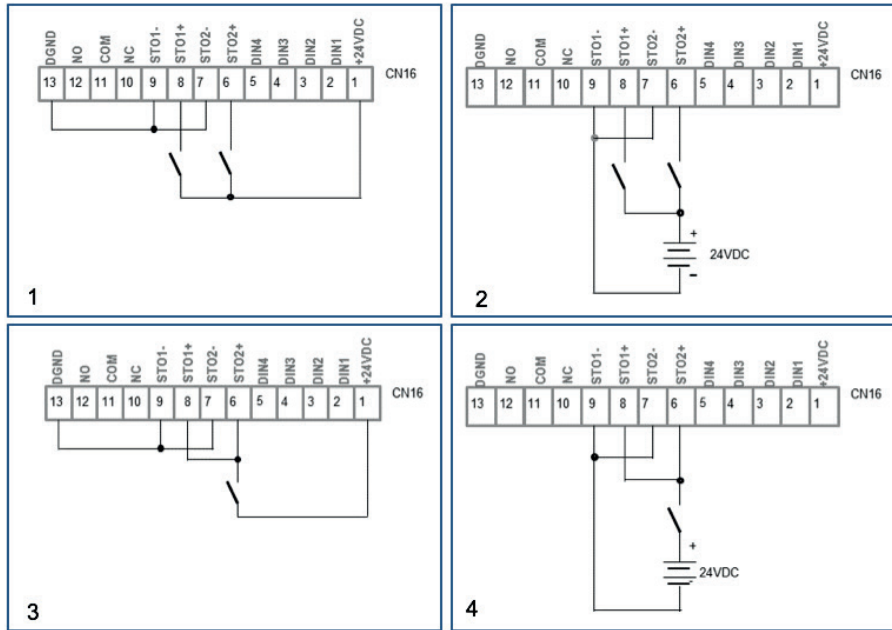 DGND NO COM NC STO1- STO1+ STO2- STO2+ DIN4 DIN3 DIN2 DIN1 +24VDC
13 12 11 10 9 8 7 6 5 4 3 2 1 CN16
1
DGND NO COM NC STO1- STO1+ STO2- STO2+ DIN4 DIN3 DIN2 DIN1 +24VDC
13 12 11 10 9 8 7 6 5 4 3 2 1 CN16
+
24VDC
-
2
DGND NO COM NC STO1- STO1+ STO2- STO2+ DIN4 DIN3 DIN2 DIN1 +24VDC
13 12 11 10 9 8 7 6 5 4 3 2 1 CN16
3
DGND NO COM NC STO1- STO1+ STO2- STO2+ DIN4 DIN3 DIN2 DIN1 +24VDC
13 12 11 10 9 8 7 6 5 4 3 2 1 CN16
+
24VDC
-
4